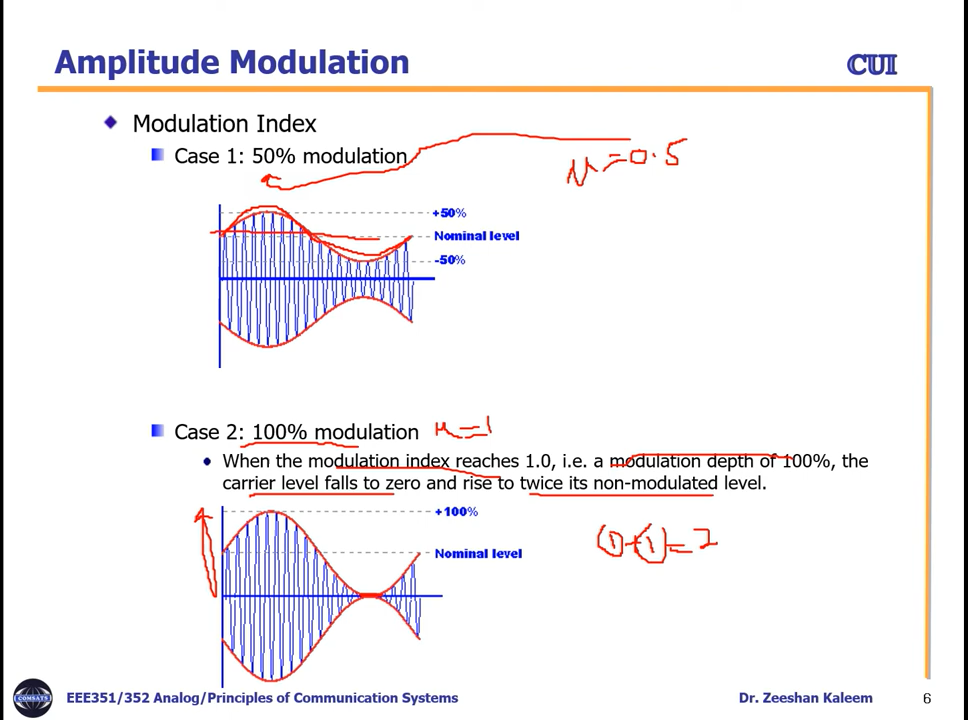 Amplitude Modulation
CUI
Modulation Index
Case 1: 50% modulation
μ=0.5
+50%
Nominal level
-50%
Case 2: 100% modulation
μ=1
When the modulation index reaches 1.0, i.e. a modulation depth of 100%, the
carrier level falls to zero and rise to twice its non-modulated level.
+100%
Nominal level
1+1=2
COMSATS
EEE351/352 Analog/Principles of Communication Systems
Dr. Zeeshan Kaleem
6